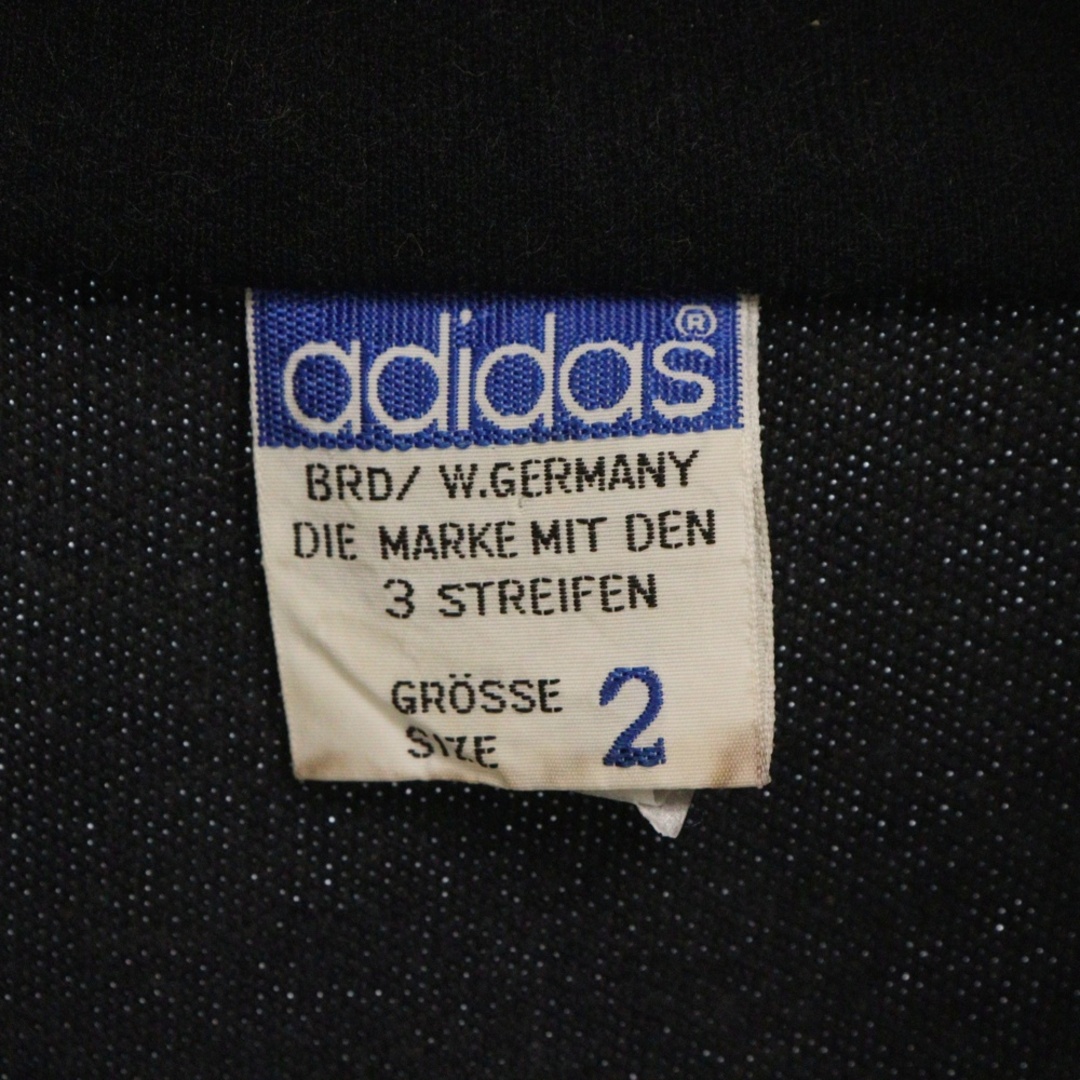 adidas®
BRD/ W.GERMANY
DIE MARKE MIT DEN
3 STREIFEN
GRÖSSE 2
SIZE